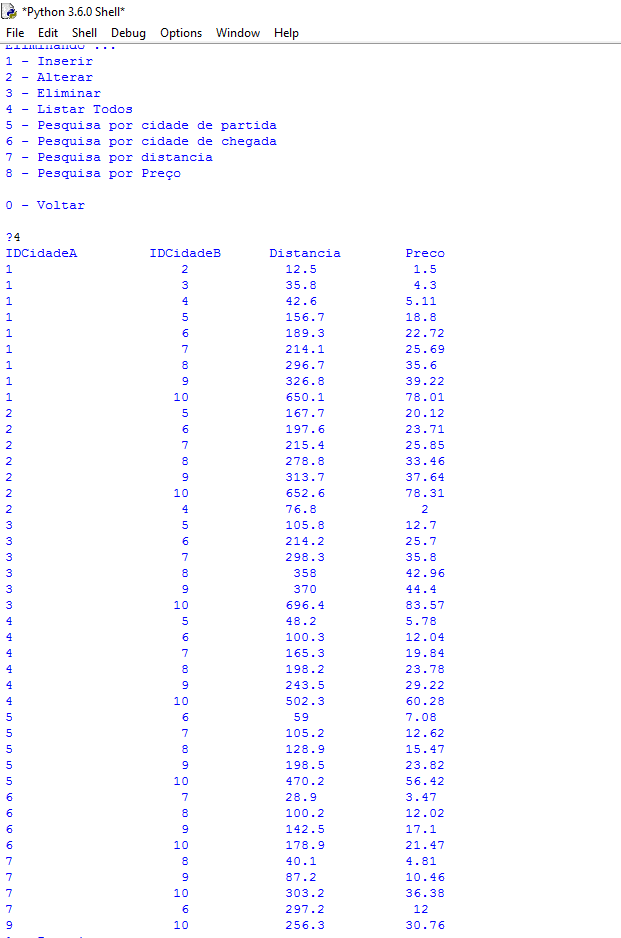 *Python 3.6.0 Shell*
File Edit Shell Debug Options Window Help
Eliminando ...
1 - Inserir
2 - Alterar
3 - Eliminar
4 - Listar Todos
5 - Pesquisa por cidade de partida
6 - Pesquisa por cidade de chegada
7 - Pesquisa por distancia
8 - Pesquisa por Preço
0 - Voltar
?4
IDCidadeA IDCidadeB Distancia Preco
1 2 12.5 1.5
1 3 35.8 4.3
1 4 42.6 5.11
1 5 156.7 18.8
1 6 189.3 22.72
1 7 214.1 25.69
1 8 296.7 35.6
1 9 326.8 39.22
1 10 650.1 78.01
2 5 167.7 20.12
2 6 197.6 23.71
2 7 215.4 25.85
2 8 278.8 33.46
2 9 313.7 37.64
2 10 652.6 78.31
2 4 76.8 2
3 5 105.8 12.7
3 6 214.2 25.7
3 7 298.3 35.8
3 8 358 42.96
3 9 370 44.4
3 10 696.4 83.57
4 5 48.2 5.78
4 6 100.3 12.04
4 7 165.3 19.84
4 8 198.2 23.78
4 9 243.5 29.22
4 10 502.3 60.28
5 6 59 7.08
5 7 105.2 12.62
5 8 128.9 15.47
5 9 198.5 23.82
5 10 470.2 56.42
6 7 28.9 3.47
6 8 100.2 12.02
6 9 142.5 17.1
6 10 178.9 21.47
7 8 40.1 4.81
7 9 87.2 10.46
7 10 303.2 36.38
7 6 297.2 12
9 10 256.3 30.76